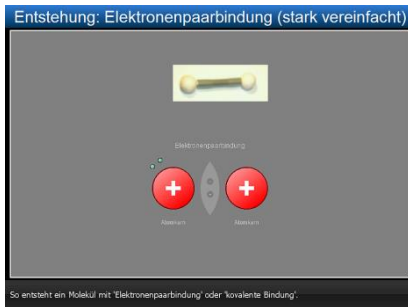 Entstehung: Elektronenpaarbindung (stark vereinfacht)
Elektronenpaarbindung
+ +
Atomkern Atomkern
So entsteht ein Molekül mit 'Elektronenpaarbindung' oder 'kovalente Bindung'.